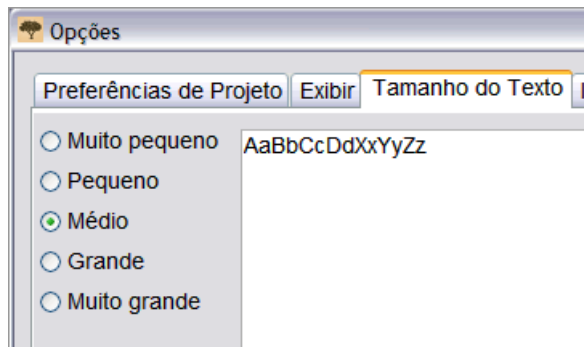 Opções
Preferências de Projeto Exibir Tamanho do Texto
Muito pequeno
AaBbCcDdXxYyZz
Pequeno
Médio
Grande
Muito grande